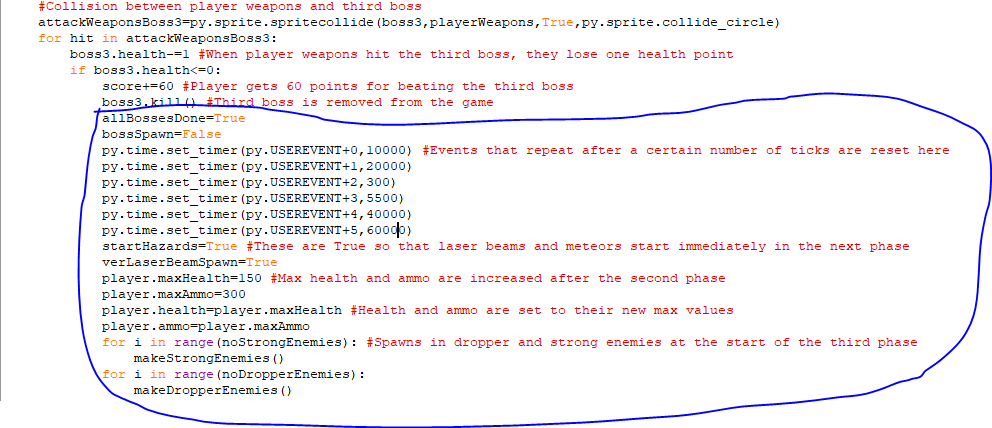 #Collision between player weapons and third boss
attackWeaponsBoss3=py.sprite.spritecollide(boss3,playerWeapons,True,py.sprite.collide_circle)
for hit in attackWeaponsBoss3:
    boss3.health-=1 #When player weapons hit the third boss, they lose one health point
    if boss3.health<=0:
        score+=60 #Player gets 60 points for beating the third boss
        boss3.kill() #Third boss is removed from the game
        allBossesDone=True
        bossSpawn=False
        py.time.set_timer(py.USEREVENT+0,10000) #Events that repeat after a certain number of ticks are reset here
        py.time.set_timer(py.USEREVENT+1,20000)
        py.time.set_timer(py.USEREVENT+2,300)
        py.time.set_timer(py.USEREVENT+3,5500)
        py.time.set_timer(py.USEREVENT+4,40000)
        py.time.set_timer(py.USEREVENT+5,60000)
        startHazards=True #These are True so that laser beams and meteors start immediately in the next phase
        verLaserBeamSpawn=True
        player.maxHealth=150 #Max health and ammo are increased after the second phase
        player.maxAmmo=300
        player.health=player.maxHealth #Health and ammo are set to their new max values
        player.ammo=player.maxAmmo
        for i in range(noStrongEnemies): #Spawns in dropper and strong enemies at the start of the third phase
            makeStrongEnemies()
        for i in range(noDropperEnemies):
            makeDropperEnemies()